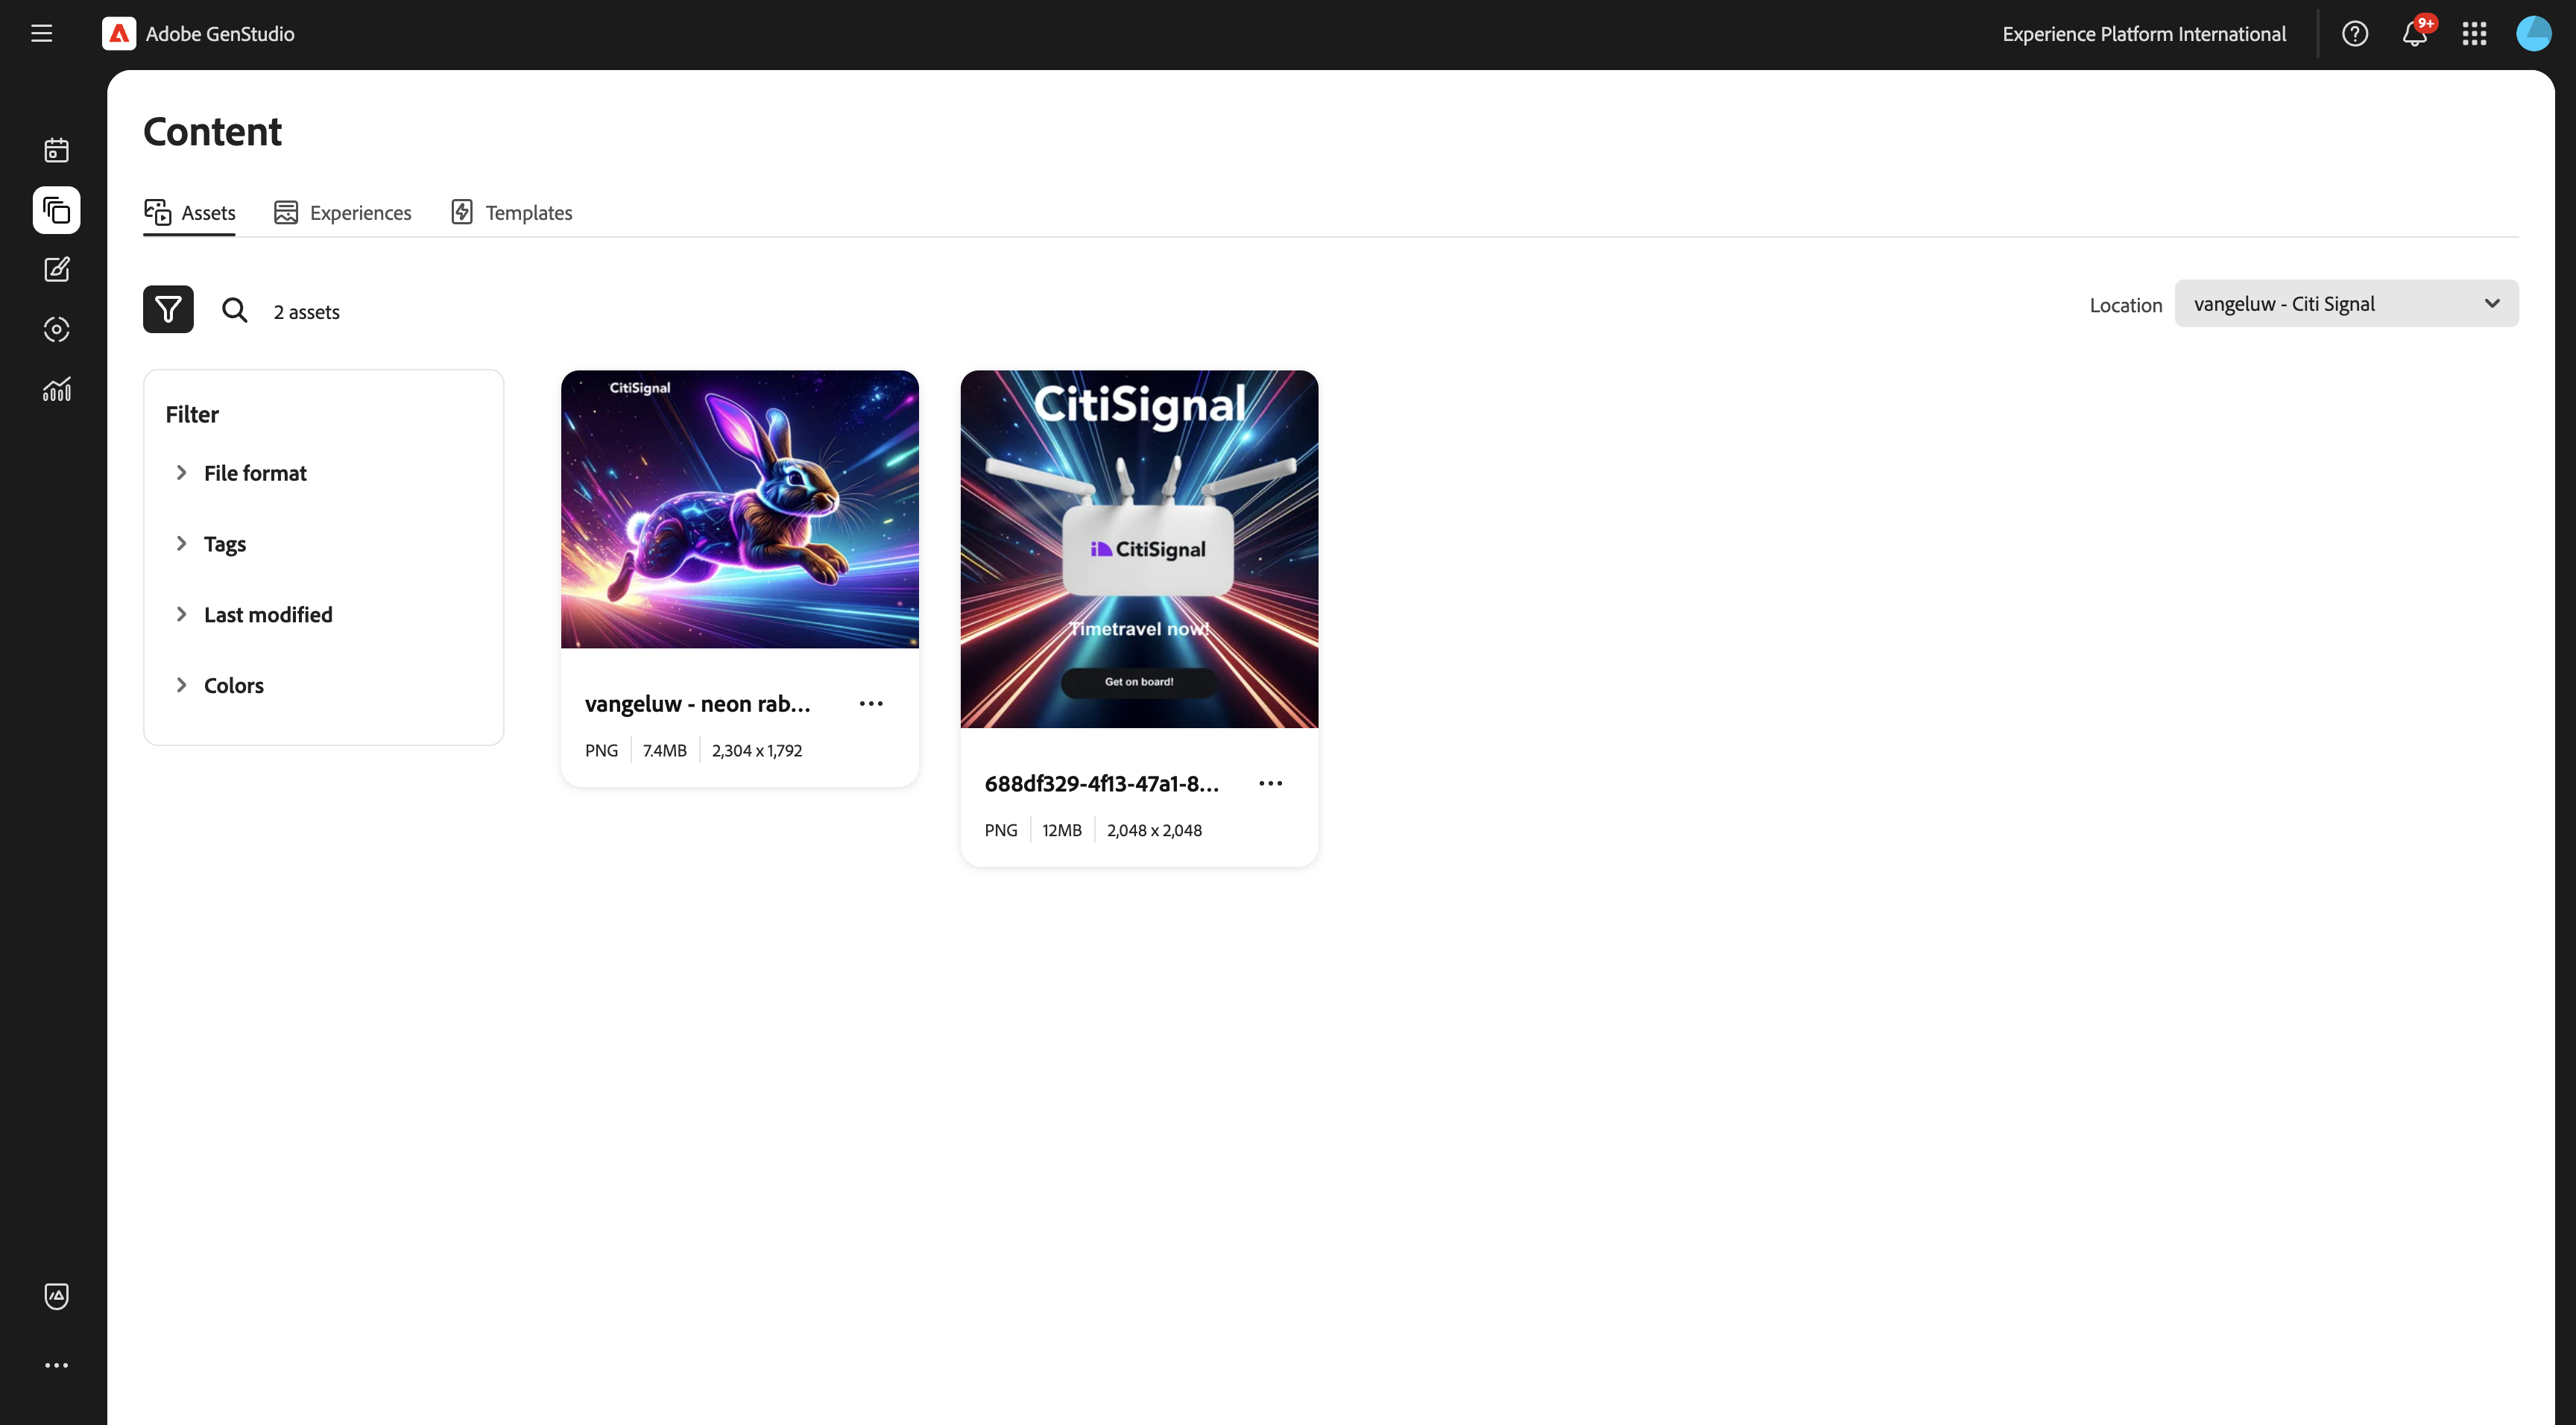 Adobe GenStudio
Experience Platform International
9+
Content
Assets
Experiences
Templates
2 assets
Location
vangeluw - Citi Signal
Filter
File format
Tags
Last modified
Colors
CitiSignal
vangeluw - neon rab...
PNG
7.4MB
2,304 x 1,792
CitiSignal
CitiSignal
Timetravel now!
Get on board!
688df329-4f13-47a1-8...
PNG
12MB
2,048 x 2,048